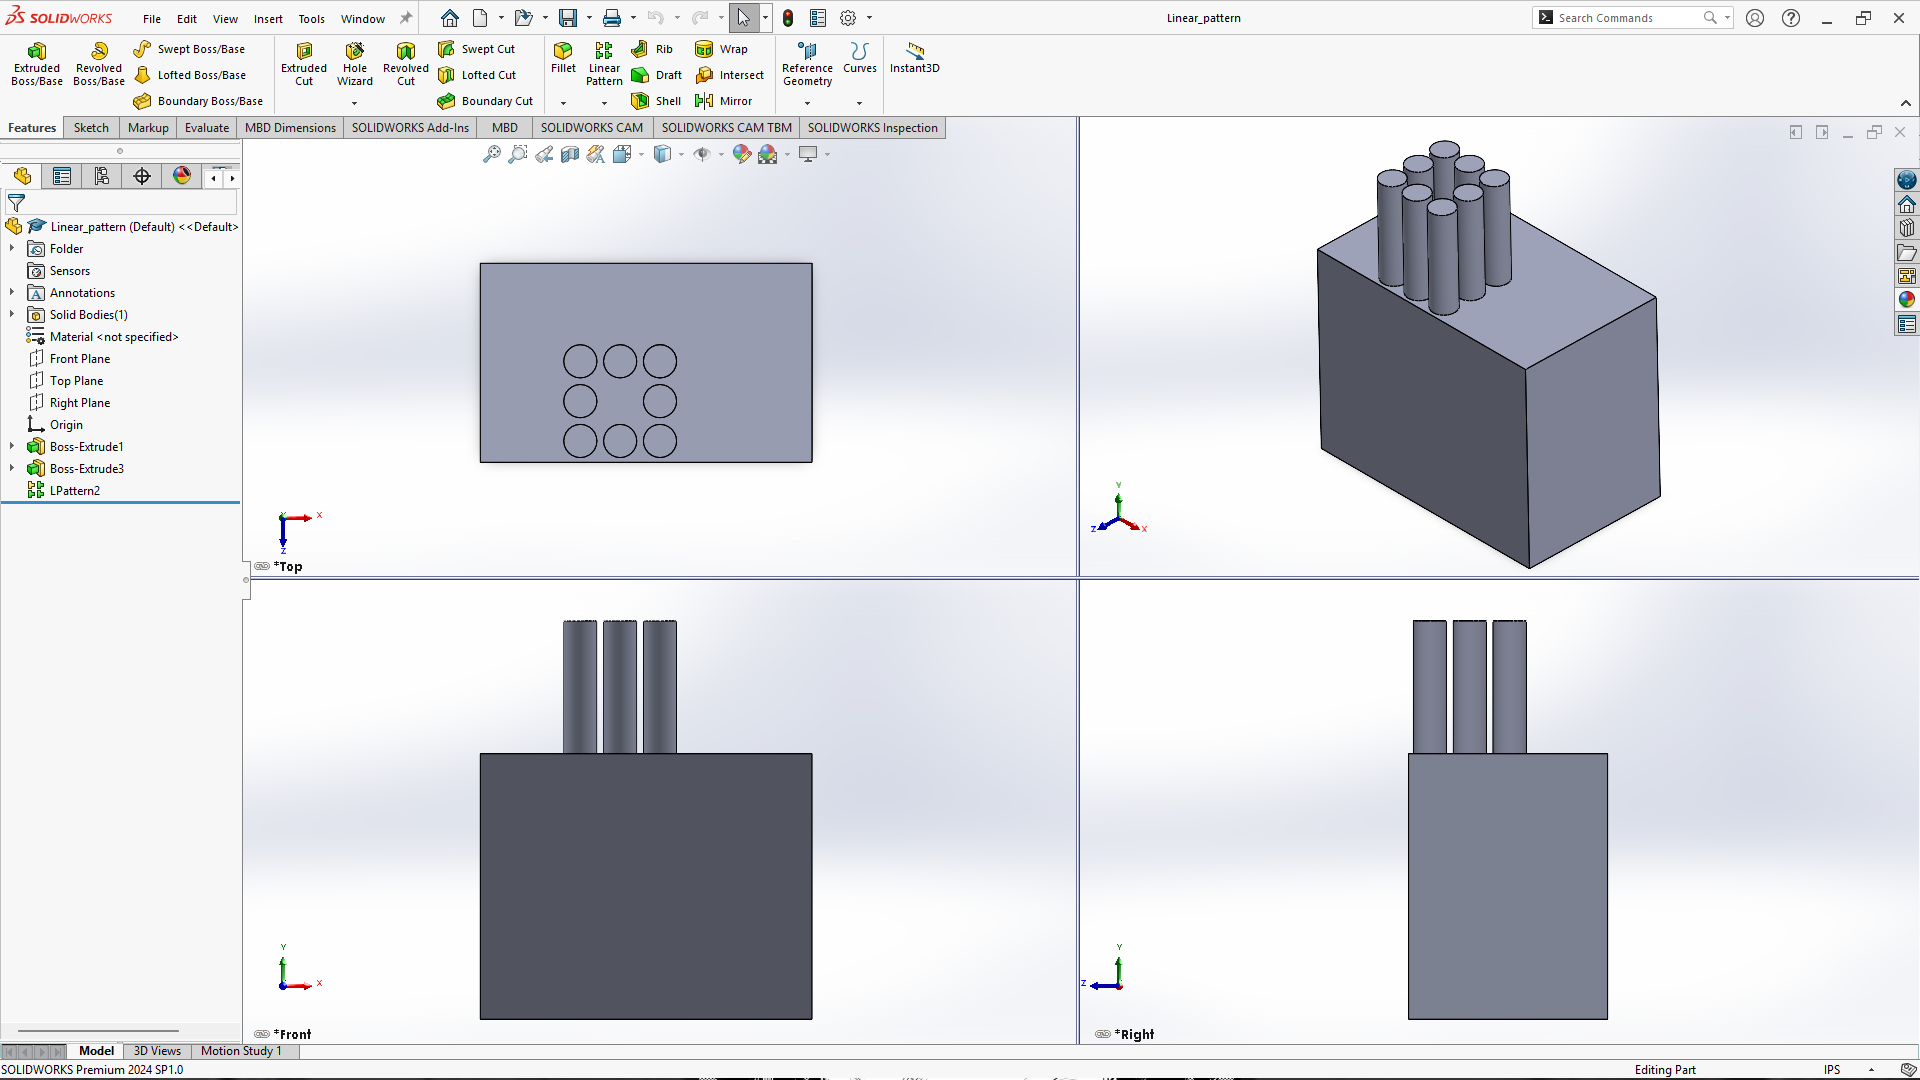 SOLIDWORKS File Edit View Insert Tools Window Linear_pattern Search Commands
Extruded Boss/Base
Revolved Boss/Base
Swept Boss/Base
Lofted Boss/Base
Boundary Boss/Base
Extruded Cut
Hole Wizard
Revolved Cut
Swept Cut
Lofted Cut
Boundary Cut
Fillet
Linear Pattern
Rib
Draft
Shell
Wrap
Intersect
Mirror
Reference Geometry
Curves
Instant3D
Features Sketch Markup Evaluate MBD Dimensions SOLIDWORKS Add-Ins MBD SOLIDWORKS CAM SOLIDWORKS CAM TBM SOLIDWORKS Inspection
Linear_pattern (Default) <<Default>
Folder
Sensors
Annotations
Solid Bodies(1)
Material <not specified>
Front Plane
Top Plane
Right Plane
Origin
Boss-Extrude1
Boss-Extrude3
LPattern2
Y
X
Z
*Top
Y
Z
X
Y
X
*Front
Y
Z
*Right
Model 3D Views Motion Study 1
SOLIDWORKS Premium 2024 SP1.0 Editing Part IPS